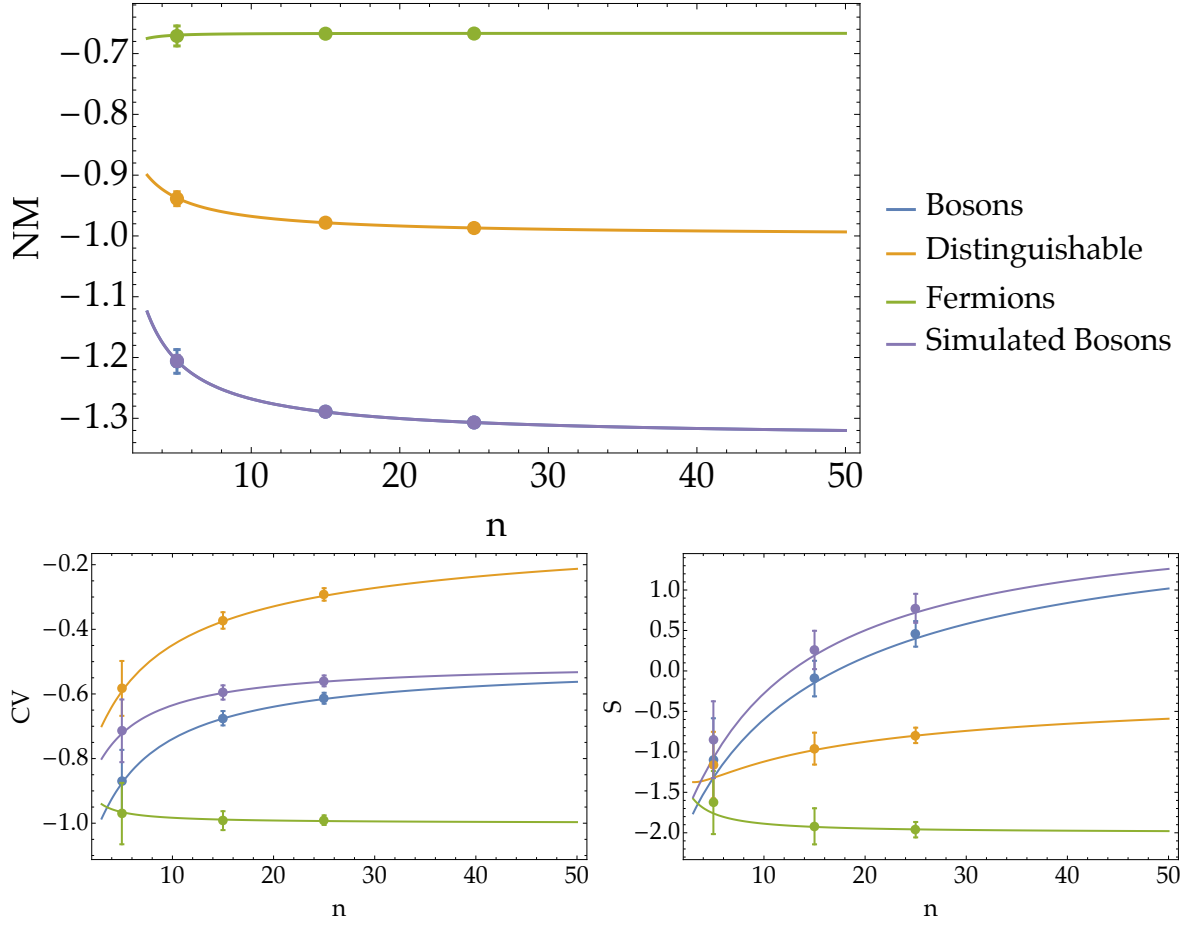 −0.7
−0.8
−0.9
−1.0
−1.1
−1.2
−1.3
NM
10 20 30 40 50
n
Bosons
Distinguishable
Fermions
Simulated Bosons
−0.2
−0.4
−0.6
−0.8
−1.0
CV
10 20 30 40 50
n
1.0
0.5
0.0
−0.5
−1.0
−1.5
−2.0
S
10 20 30 40 50
n